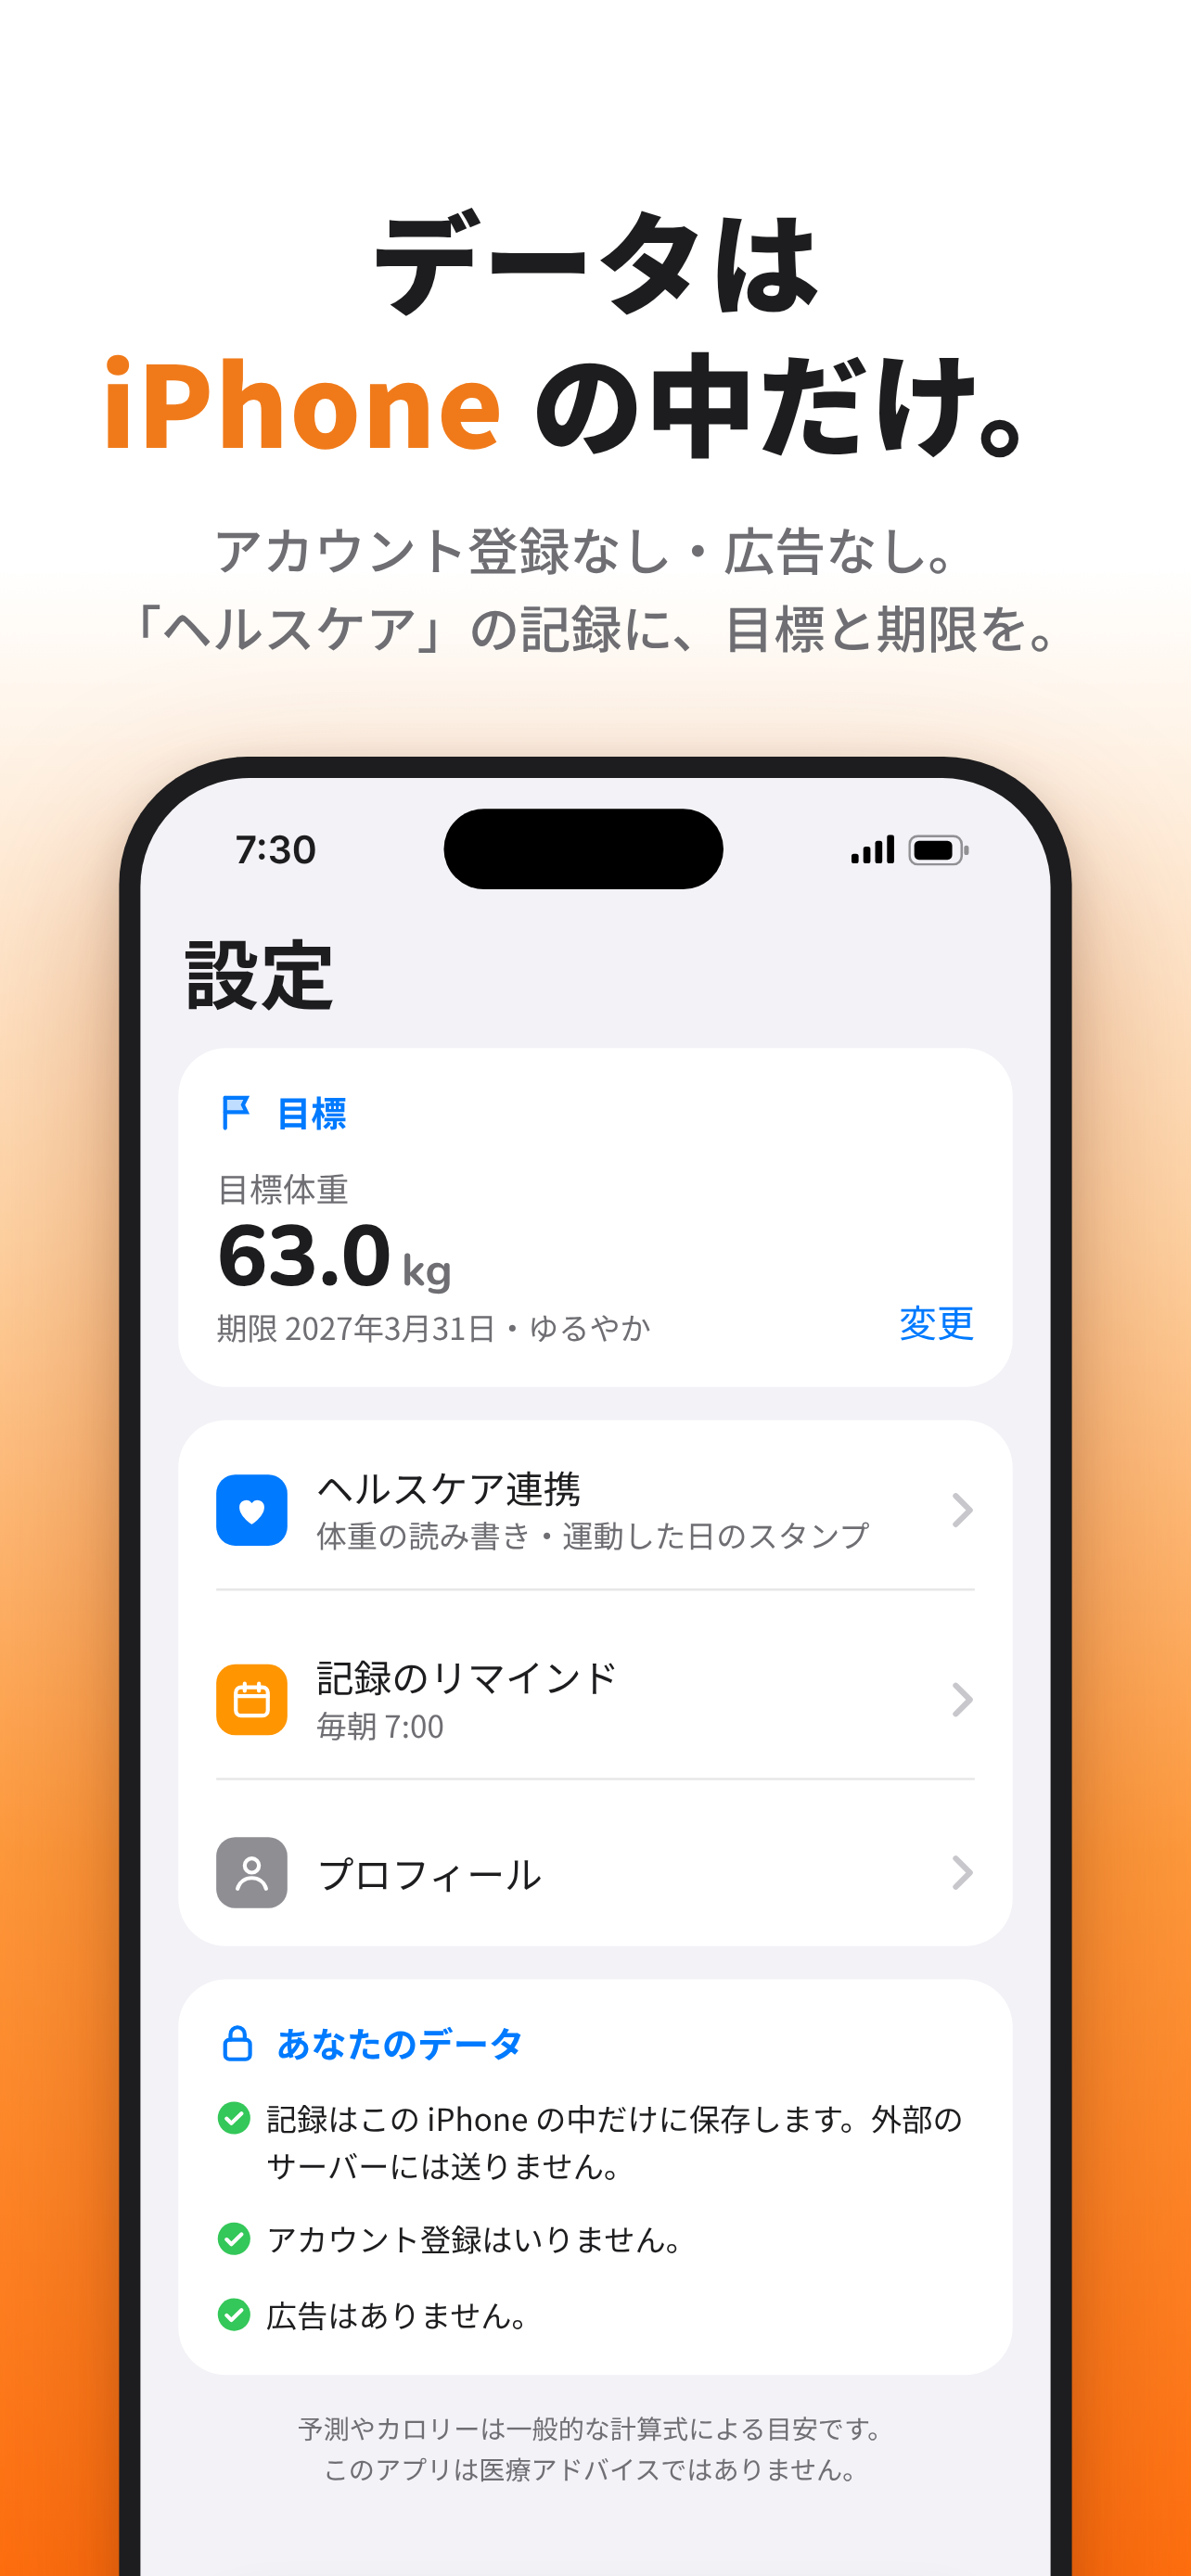 データは
iPhone の中だけ。
アカウント登録なし・広告なし。
「ヘルスケア」の記録に、目標と期限を。
7:30
設定
目標
目標体重
63.0 kg
期限 2027年3月31日・ゆるやか
変更
ヘルスケア連携
体重の読み書き・運動した日のスタンプ
記録のリマインド
毎朝 7:00
プロフィール
あなたのデータ
記録はこの iPhone の中だけに保存します。外部の
サーバーには送りません。
アカウント登録はいりません。
広告はありません。
予測やカロリーは一般的な計算式による目安です。
このアプリは医療アドバイスではありません。